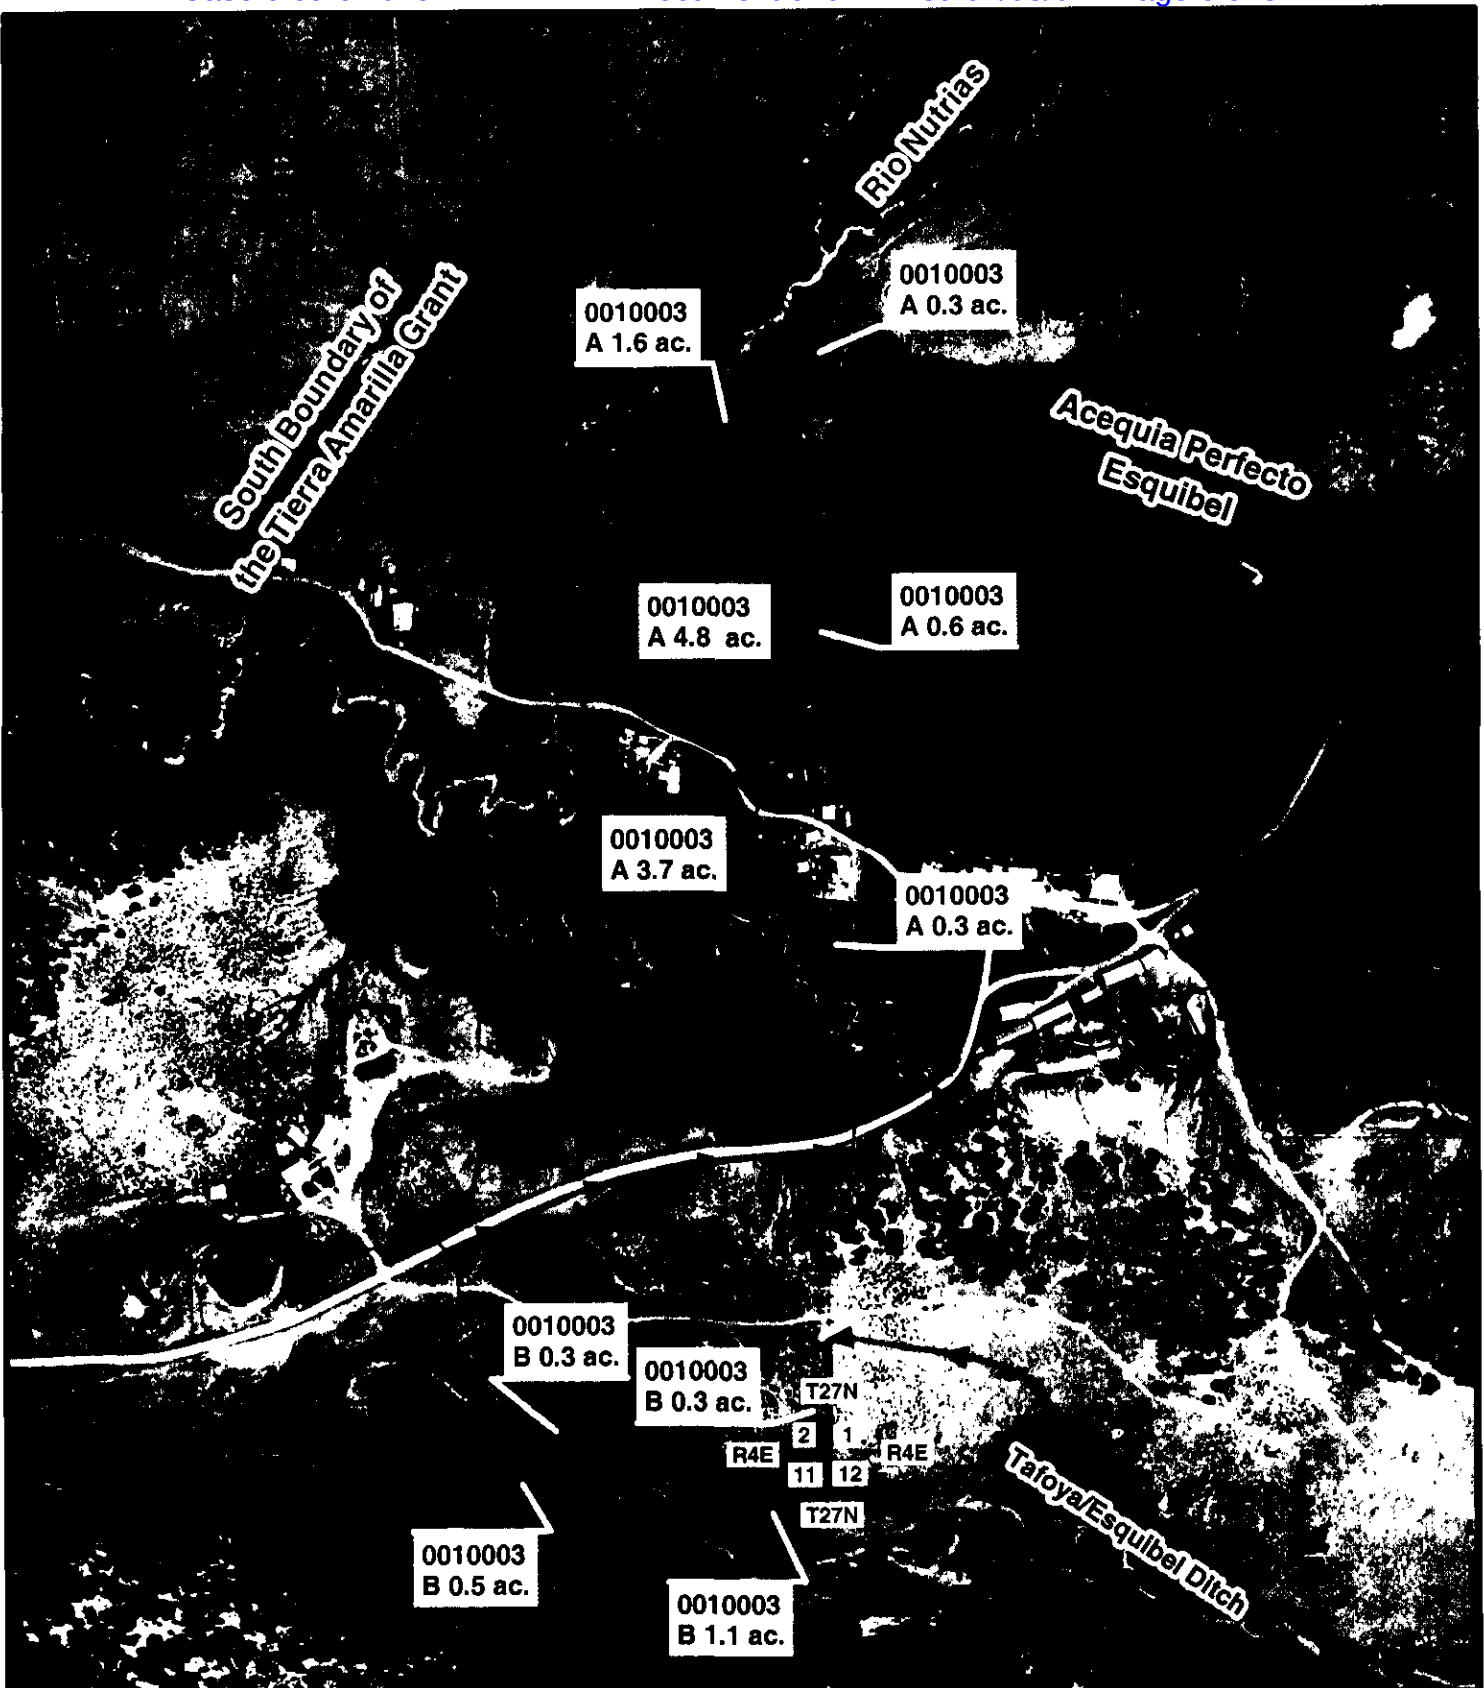 Rio Nutrias
0010003
A 0.3 ac.
0010003
A 1.6 ac.
South Boundary of
the Tierra Amarilla Grant
Acequia Perfecto
Esquibel
0010003
A 4.8 ac.
0010003
A 0.6 ac.
0010003
A 3.7 ac.
0010003
A 0.3 ac.
0010003
B 0.3 ac.
0010003
B 0.3 ac.
T27N
2 1
R4E R4E
11 12
T27N
Tafoya/Esquibel Ditch
0010003
B 0.5 ac.
0010003
B 1.1 ac.